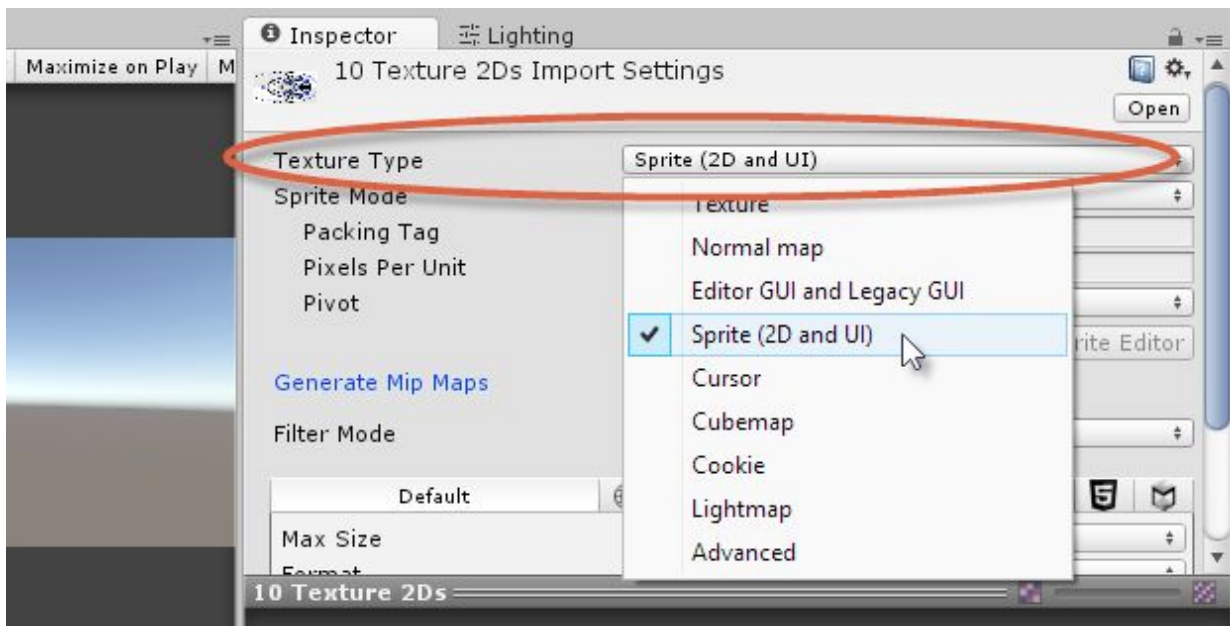 Inspector
Lighting
Maximize on Play M
10 Texture 2Ds Import Settings
Open
Texture Type
Sprite (2D and UI)
Sprite Mode
Texture
Packing Tag
Normal map
Pixels Per Unit
Editor GUI and Legacy GUI
Pivot
Sprite (2D and UI)
rite Editor
Cursor
Generate Mip Maps
Cubemap
Filter Mode
Cookie
Default
Lightmap
Max Size
Advanced
Format
10 Texture 2Ds